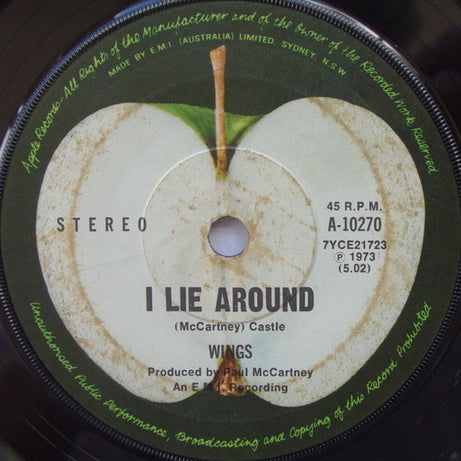 Apple Records-All Rights of the Manufacturer and of the Owner of the Recorded Work Reserved
MADE BY E.M.I. (AUSTRALIA) LIMITED, SYDNEY, N.S.W
STEREO
45 R.P.M.
A-10270
7YCE21723
Ⓟ 1973
(5.02)
I LIE AROUND
(McCartney) Castle
WINGS
Produced by Paul McCartney
An E.M.I. Recording
Unauthorised Public Performance, Broadcasting and Copying of this Record Prohibited